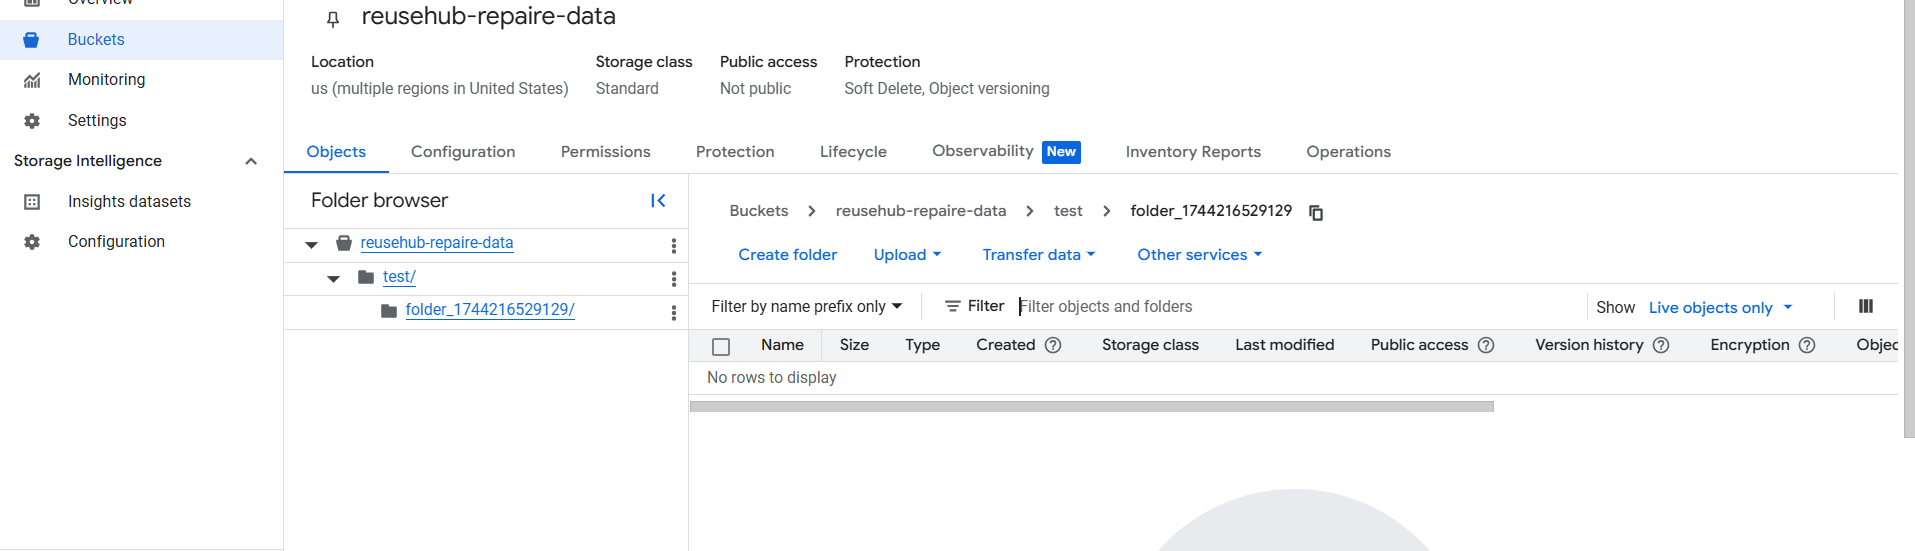 Overview
Buckets
Monitoring
Settings
Storage Intelligence
Insights datasets
Configuration
reusehub-repaire-data
Location Storage class Public access Protection
us (multiple regions in United States) Standard Not public Soft Delete, Object versioning
Objects Configuration Permissions Protection Lifecycle Observability New Inventory Reports Operations
Folder browser
reusehub-repaire-data
test/
folder_1744216529129/
Buckets reusehub-repaire-data test folder_1744216529129
Create folder Upload Transfer data Other services
Filter by name prefix only Filter Filter objects and folders Show Live objects only
Name Size Type Created Storage class Last modified Public access Version history Encryption Objec
No rows to display